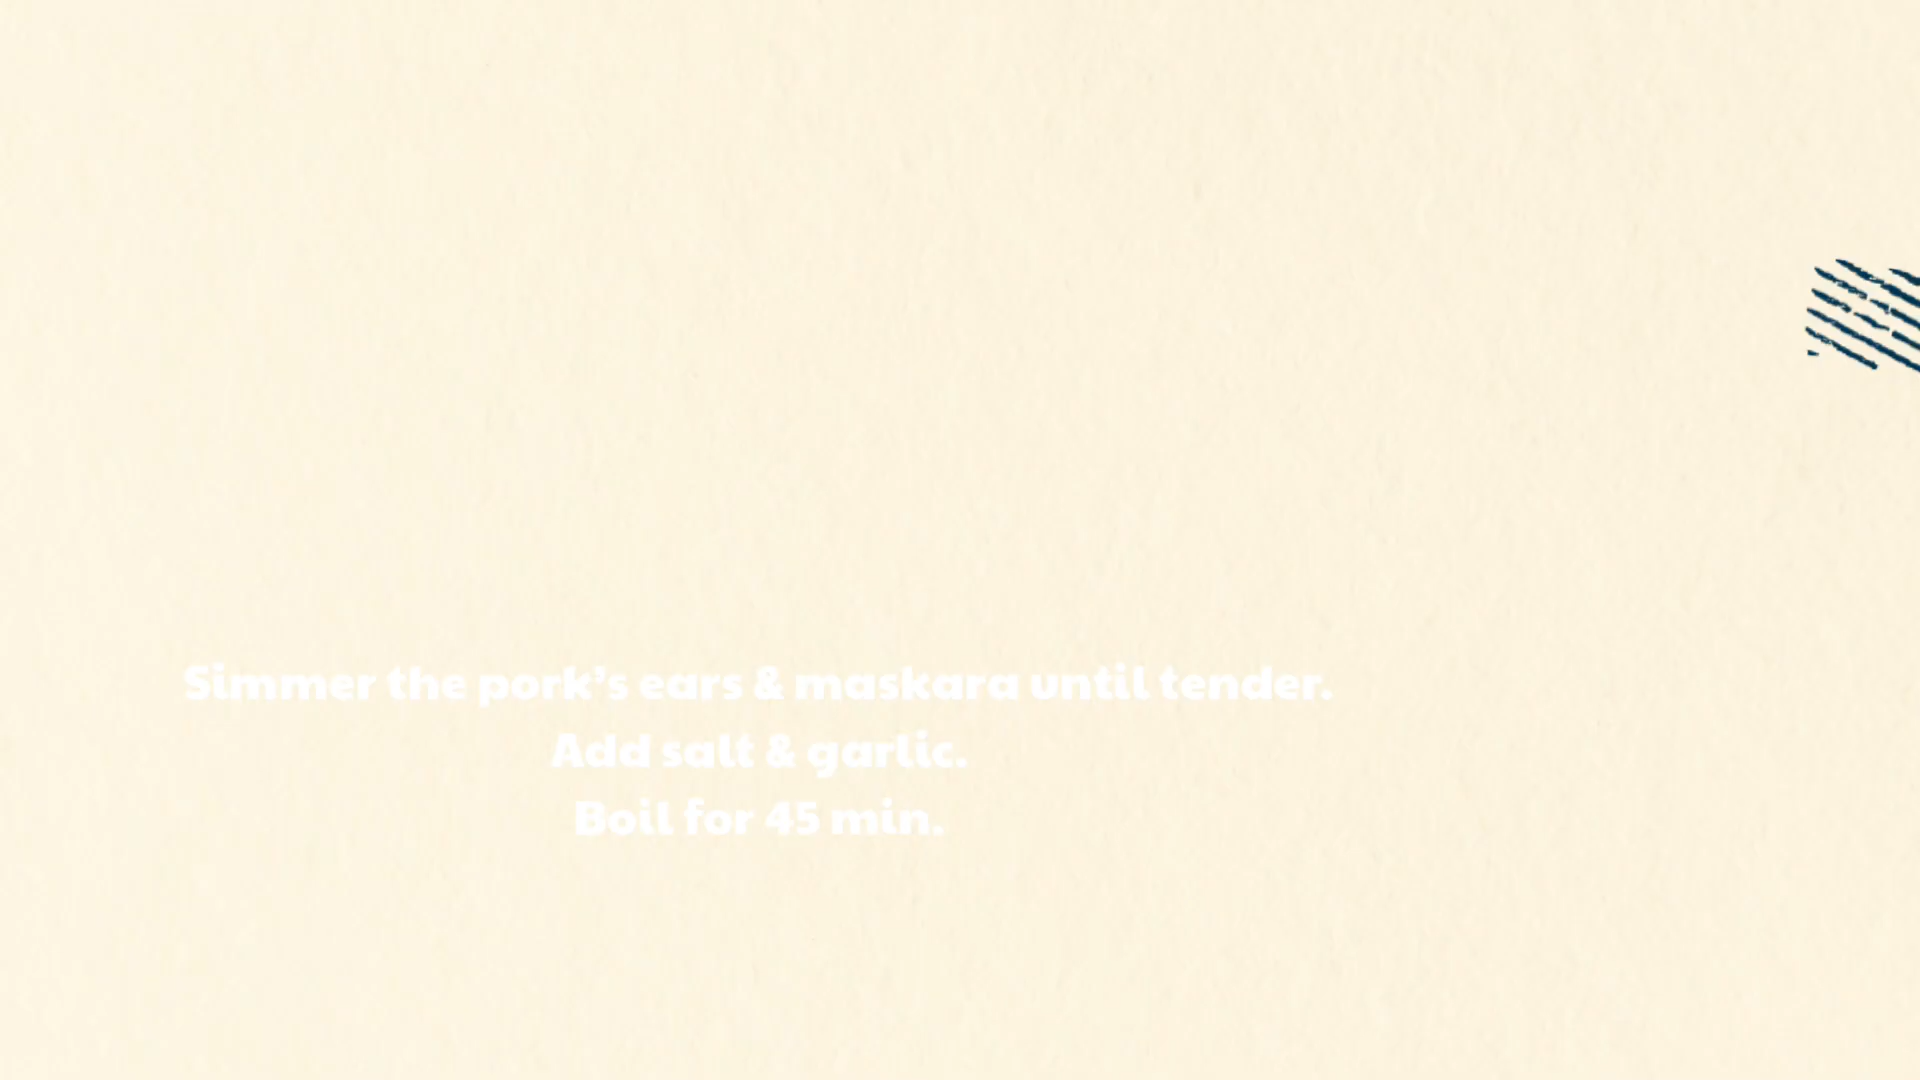 Simmer the pork's ears & maskara until tender.
Add salt & garlic.
Boil for 45 min.